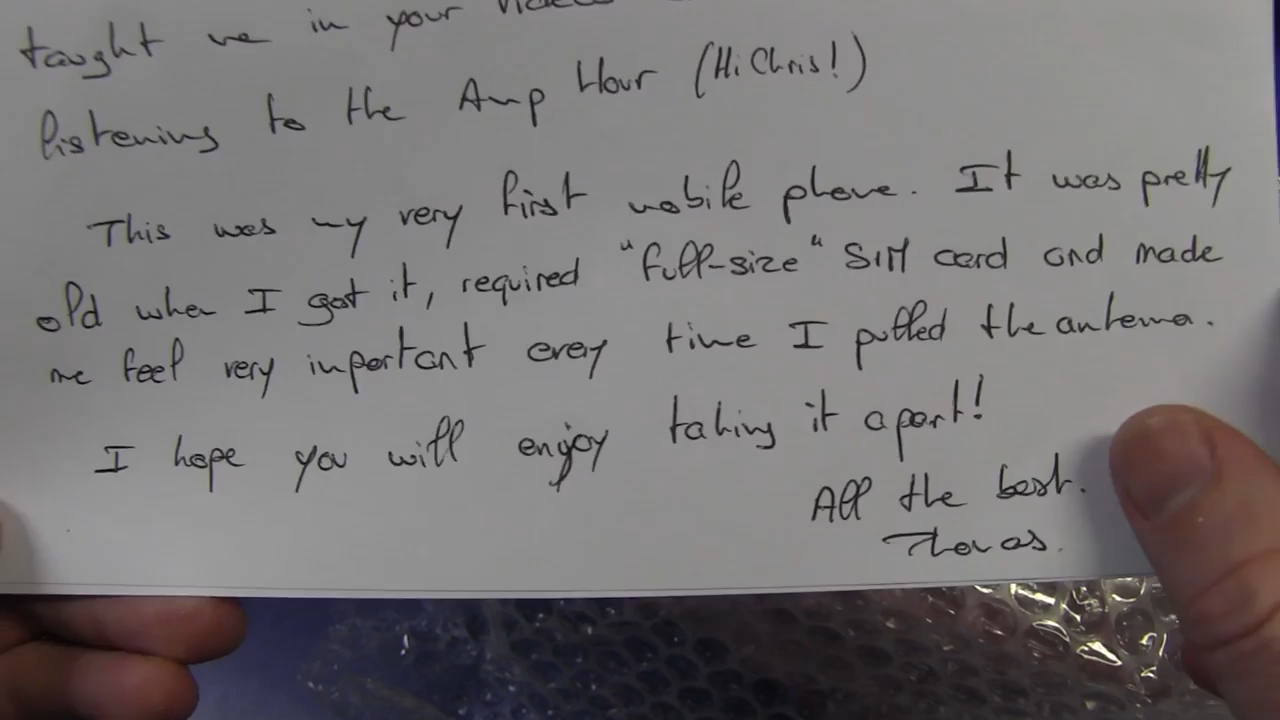 taught me in your videos
listening to the Amp Hour (Hi Chris!)
This was my very first mobile phone. It was pretty
old when I got it, required "full-size" SIM card and made
me feel very important every time I pulled the antenna.
I hope you will enjoy taking it apart!
All the best.
Thomas.